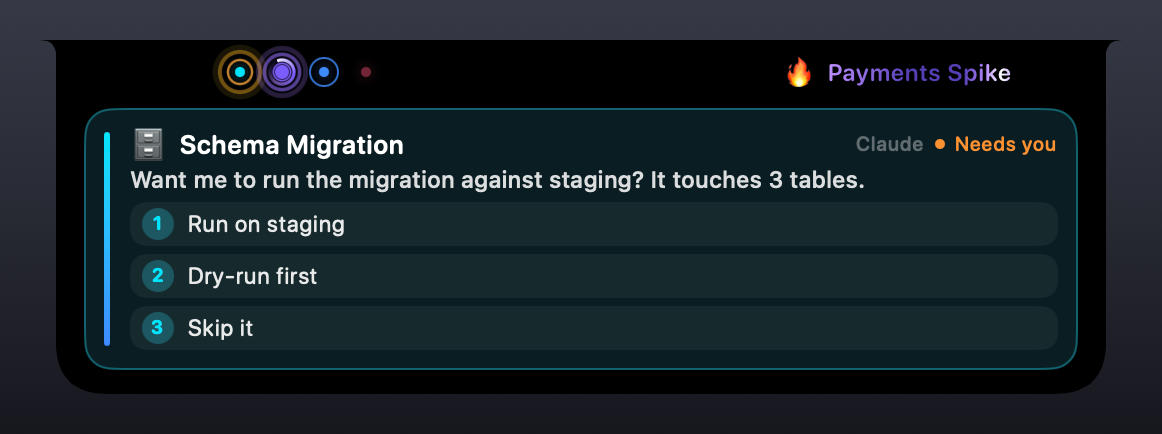 Payments Spike
Schema Migration
Claude
Needs you
Want me to run the migration against staging? It touches 3 tables.
1 Run on staging
2 Dry-run first
3 Skip it